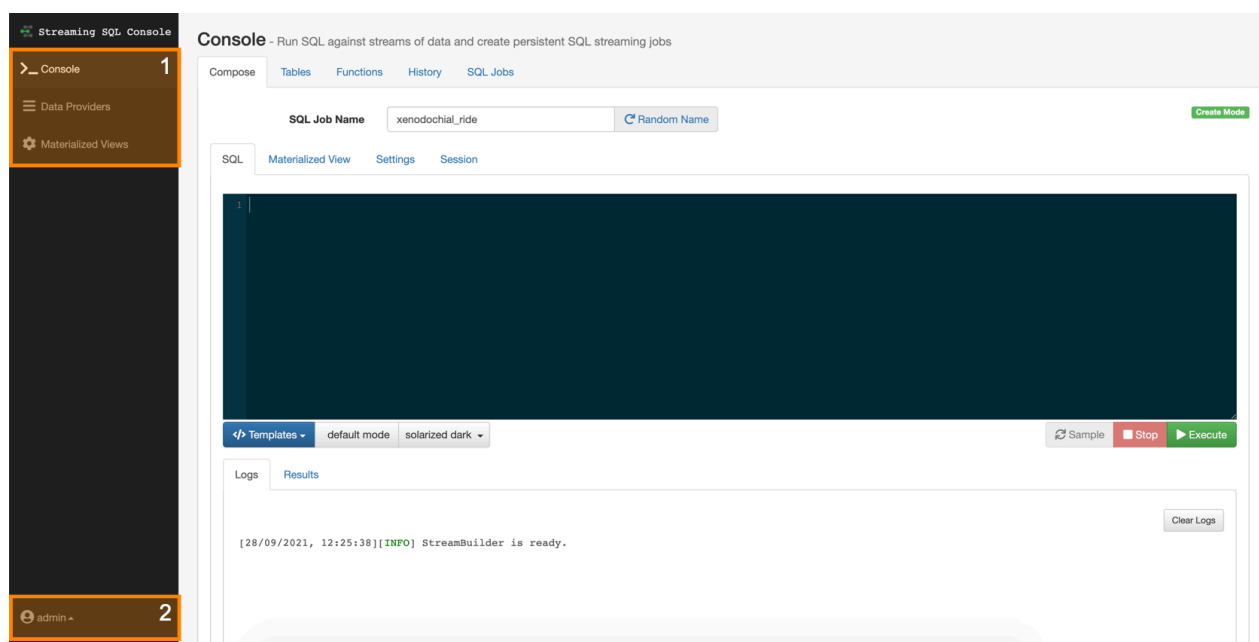 Streaming SQL Console
Console 1
Data Providers
Materialized Views
admin 2
Console - Run SQL against streams of data and create persistent SQL streaming jobs
Compose Tables Functions History SQL Jobs
SQL Job Name xenodochial_ride Random Name Create Mode
SQL Materialized View Settings Session
1
</> Templates default mode solarized dark Sample Stop Execute
Logs Results
Clear Logs
[28/09/2021, 12:25:38][INFO] StreamBuilder is ready.